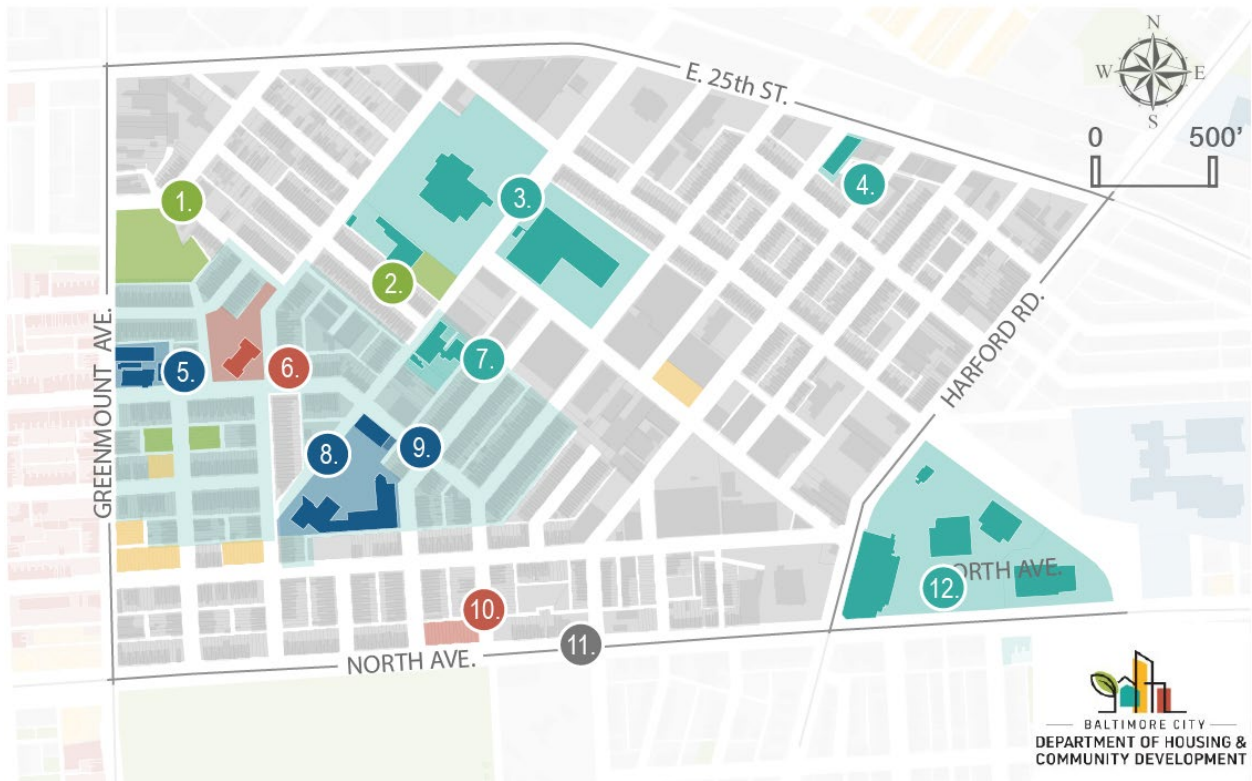 N
W E
S
0 500'
E. 25th ST.
1.
2.
3.
4.
5.
6.
7.
8.
9.
10.
11.
12.
GREENMOUNT AVE.
HARFORD RD.
ORTH AVE.
NORTH AVE.
BALTIMORE CITY
DEPARTMENT OF HOUSING &
COMMUNITY DEVELOPMENT